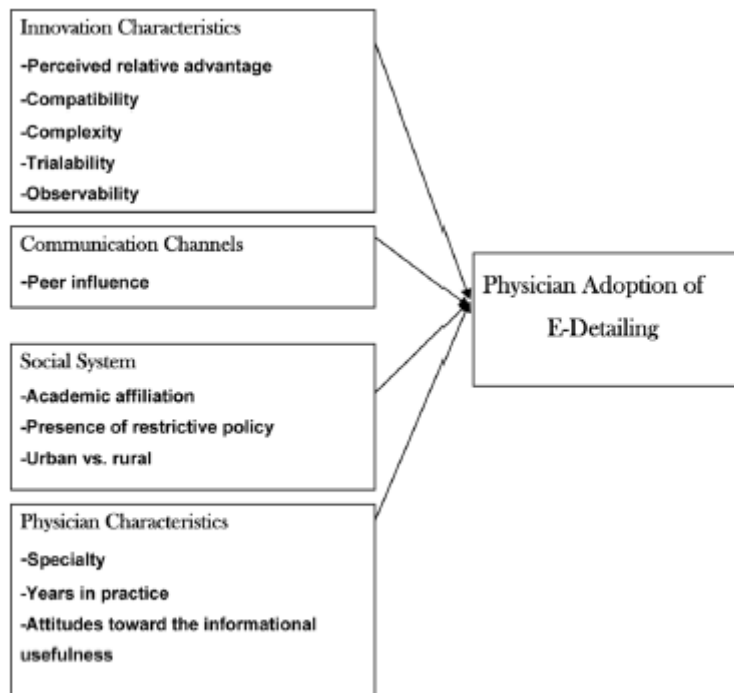 Innovation Characteristics
-Perceived relative advantage
-Compatibility
-Complexity
-Trialability
-Observability
Communication Channels
-Peer influence
Social System
-Academic affiliation
-Presence of restrictive policy
-Urban vs. rural
Physician Characteristics
-Specialty
-Years in practice
-Attitudes toward the informational
usefulness
Physician Adoption of
E-Detailing